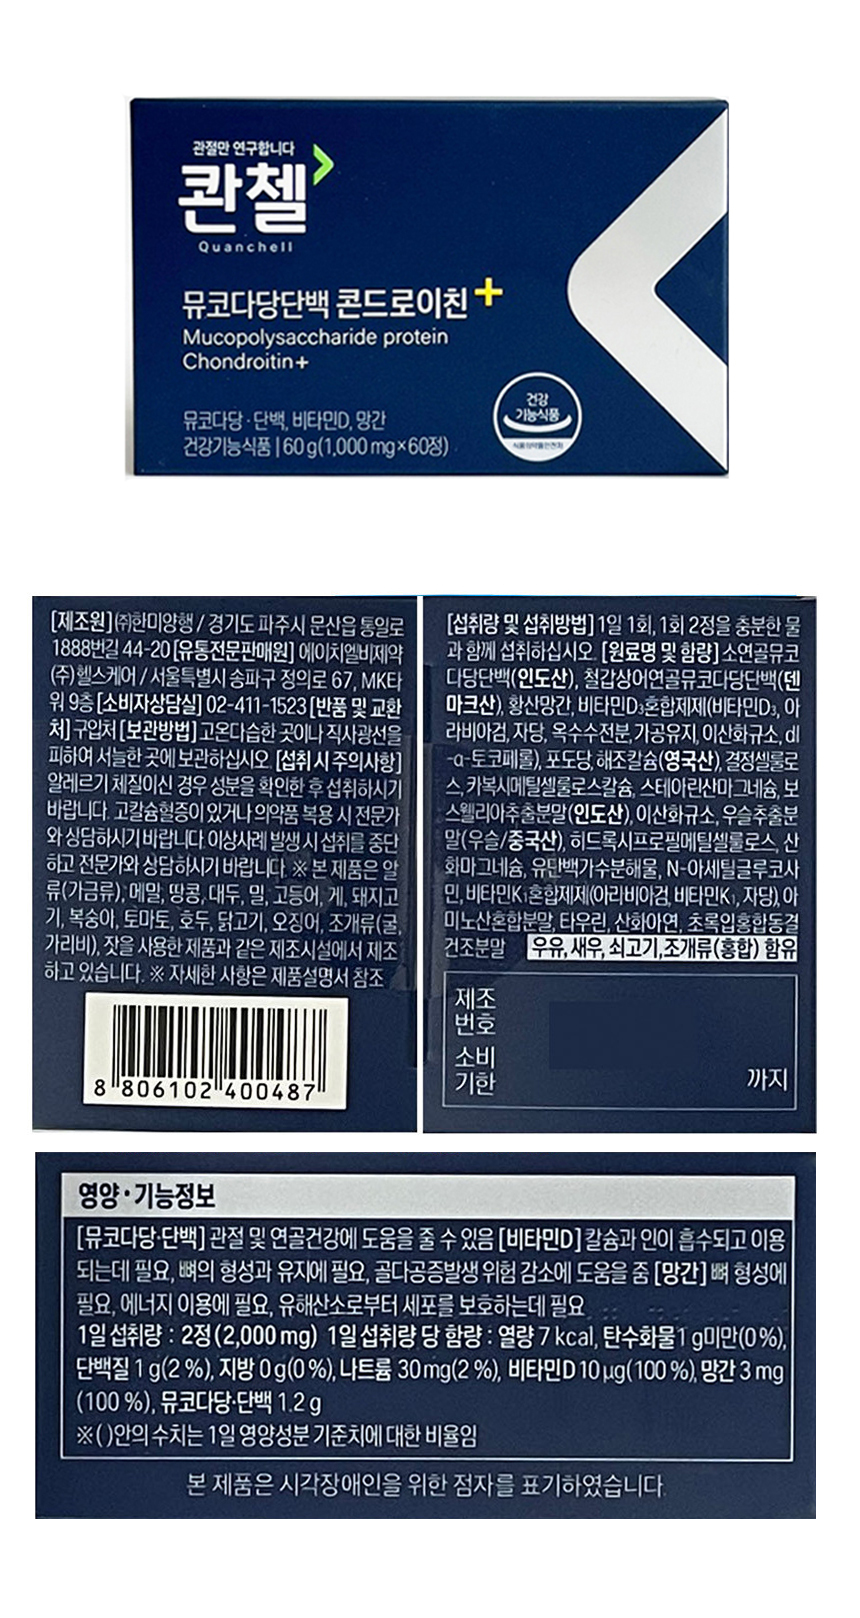 관절만 연구합니다
콴첼
Quanchell
뮤코다당단백 콘드로이친+
Mucopolysaccharide protein
Chondroitin+
뮤코다당·단백, 비타민D, 망간
건강기능식품 | 60 g(1,000 mg×60정)
건강
기능식품
식품의약품안전처
[제조원] ㈜한미양행 / 경기도 파주시 문산읍 통일로
1888번길 44-20 [유통전문판매원] 에이치엘비제약
(주) 헬스케어 / 서울특별시 송파구 정의로 67, MK타
워 9층 [소비자상담실] 02-411-1523 [반품 및 교환
처] 구입처 [보관방법] 고온다습한 곳이나 직사광선을
피하여 서늘한 곳에 보관하십시오. [섭취 시 주의사항]
알레르기 체질이신 경우 성분을 확인한 후 섭취하시기
바랍니다. 고칼슘혈증이 있거나 의약품 복용 시 전문가
와 상담하시기 바랍니다. 이상사례 발생 시 섭취를 중단
하고 전문가와 상담하시기 바랍니다. ※ 본 제품은 알
류(가금류), 메밀, 땅콩, 대두, 밀, 고등어, 게, 돼지고
기, 복숭아, 토마토, 호두, 닭고기, 오징어, 조개류(굴,
가리비), 잣을 사용한 제품과 같은 제조시설에서 제조
하고 있습니다. ※ 자세한 사항은 제품설명서 참조
8 806102 400487
[섭취량 및 섭취방법] 1일 1회, 1회 2정을 충분한 물
과 함께 섭취하십시오. [원료명 및 함량] 소연골뮤코
다당단백(인도산), 철갑상어연골뮤코다당단백(덴
마크산), 황산망간, 비타민D₃혼합제제(비타민D₃, 아
라비아검, 자당, 옥수수전분, 가공유지, 이산화규소, dl
-α-토코페롤), 포도당, 해조칼슘(영국산), 결정셀룰로
스, 카복시메틸셀룰로스칼슘, 스테아린산마그네슘, 보
스웰리아추출분말(인도산), 이산화규소, 우슬추출분
말(우슬/중국산), 히드록시프로필메틸셀룰로스, 산
화마그네슘, 유단백가수분해물, N-아세틸글루코사
민, 비타민K₁혼합제제(아라비아검, 비타민K₁, 자당), 아
미노산혼합분말, 타우린, 산화아연, 초록입홍합동결
건조분말 우유, 새우, 쇠고기, 조개류(홍합) 함유
제조
번호
소비
기한
까지
영양·기능정보
[뮤코다당·단백] 관절 및 연골건강에 도움을 줄 수 있음 [비타민D] 칼슘과 인이 흡수되고 이용
되는데 필요, 뼈의 형성과 유지에 필요, 골다공증발생 위험 감소에 도움을 줌 [망간] 뼈 형성에
필요, 에너지 이용에 필요, 유해산소로부터 세포를 보호하는데 필요
1일 섭취량 : 2정 (2,000 mg) 1일 섭취량 당 함량 : 열량 7 kcal, 탄수화물 1 g미만(0 %),
단백질 1 g(2 %), 지방 0 g(0 %), 나트륨 30 mg(2 %), 비타민D 10 μg(100 %), 망간 3 mg
(100 %), 뮤코다당·단백 1.2 g
※( )안의 수치는 1일 영양성분 기준치에 대한 비율임
본 제품은 시각장애인을 위한 점자를 표기하였습니다.